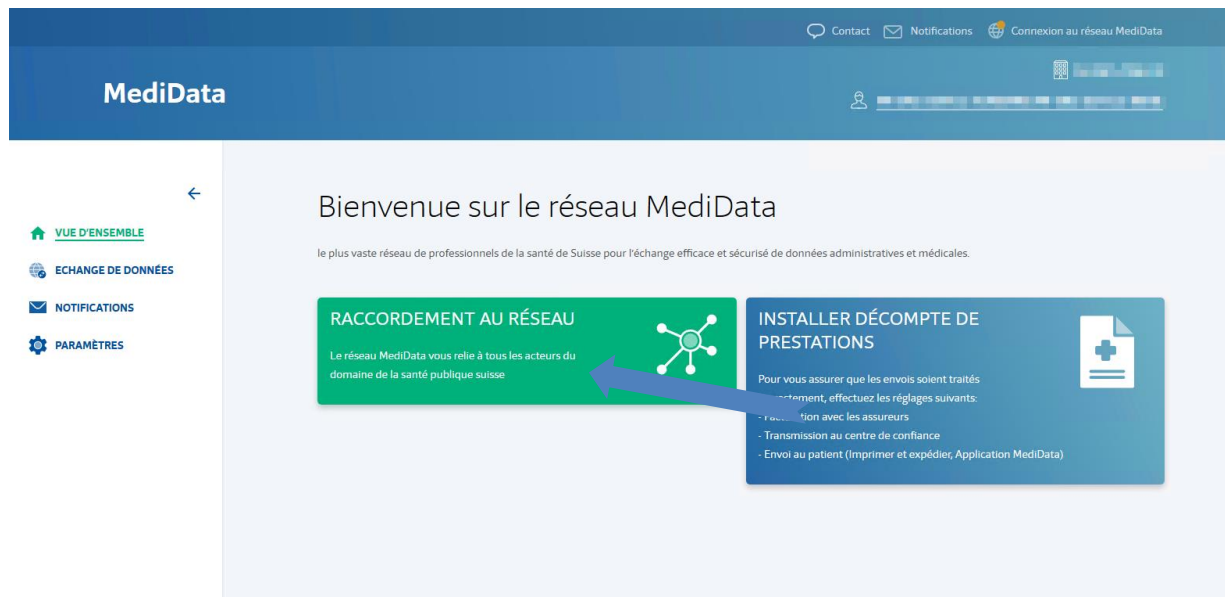 Contact
Notifications
Connexion au réseau MediData
MediData
Bienvenue sur le réseau MediData
VUE D'ENSEMBLE
le plus vaste réseau de professionnels de la santé de Suisse pour l'échange efficace et sécurisé de données administratives et médicales.
ECHANGE DE DONNÉES
NOTIFICATIONS
PARAMÈTRES
RACCORDEMENT AU RÉSEAU
Le réseau MediData vous relie à tous les acteurs du
domaine de la santé publique suisse
INSTALLER DÉCOMPTE DE
PRESTATIONS
Pour vous assurer que les envois soient traités
effectuez les réglages suivants:
avec les assureurs
- Transmission au centre de confiance
- Envoi au patient (Imprimer et expédier, Application MediData)